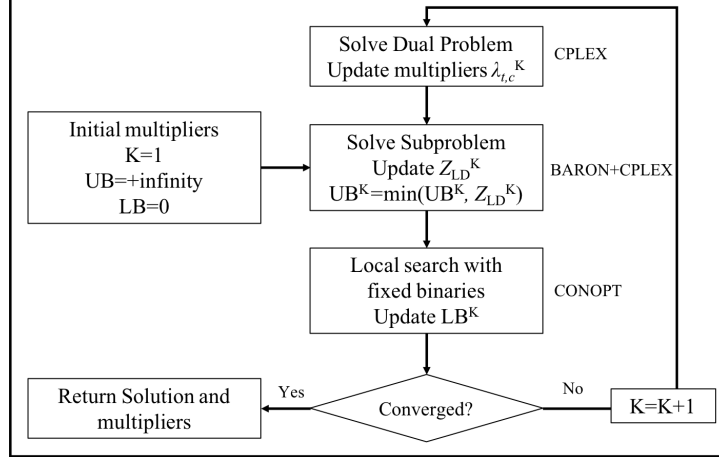 Solve Dual Problem
Update multipliers λt,cK
CPLEX
Initial multipliers
K=1
UB=+infinity
LB=0
Solve Subproblem
Update ZLDK
UBK=min(UBK, ZLDK)
BARON+CPLEX
Local search with
fixed binaries
Update LBK
CONOPT
Converged?
Yes
No
Return Solution and
multipliers
K=K+1